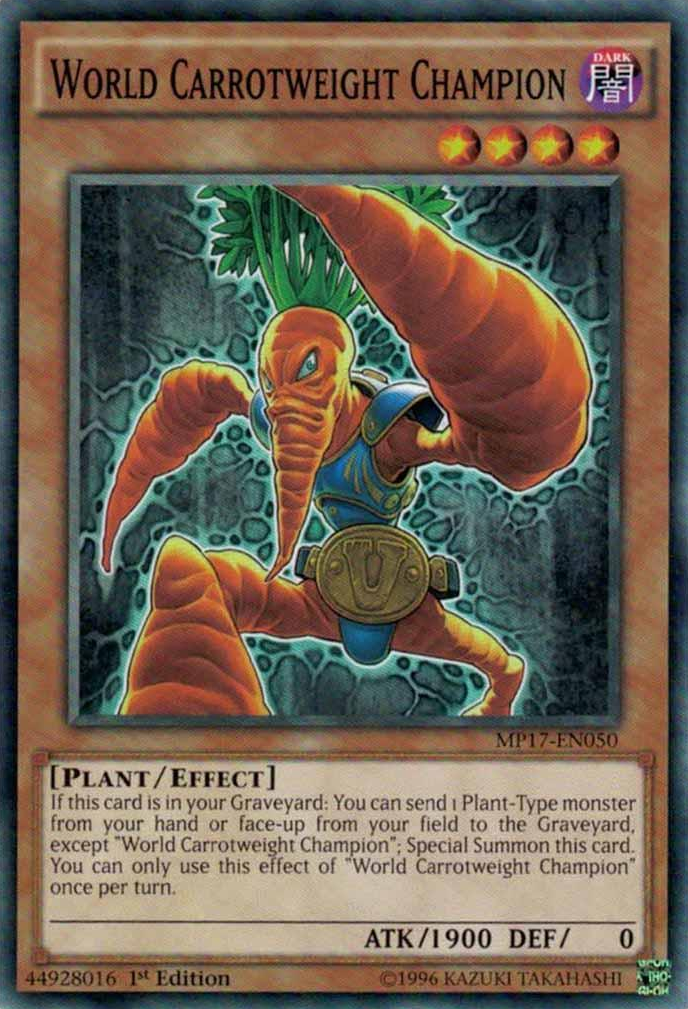 WORLD CARROTWEIGHT CHAMPION
DARK
闇
U
MP17-EN050
[PLANT/EFFECT]
If this card is in your Graveyard: You can send 1 Plant-Type monster
from your hand or face-up from your field to the Graveyard,
except "World Carrotweight Champion"; Special Summon this card.
You can only use this effect of "World Carrotweight Champion"
once per turn.
ATK/1900 DEF/ 0
44928016 1st Edition
©1996 KAZUKI TAKAHASHI